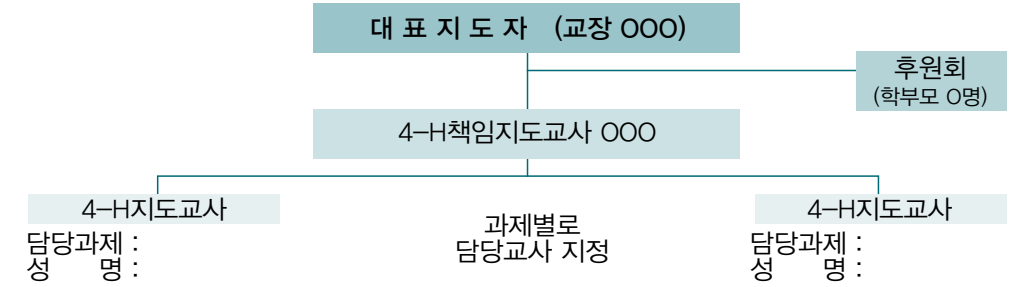 대 표 지 도 자 (교장 OOO)
후원회
(학부모 O명)
4-H책임지도교사 OOO
4-H지도교사
담당과제 :
성 명 :
과제별로
담당교사 지정
4-H지도교사
담당과제 :
성 명 :